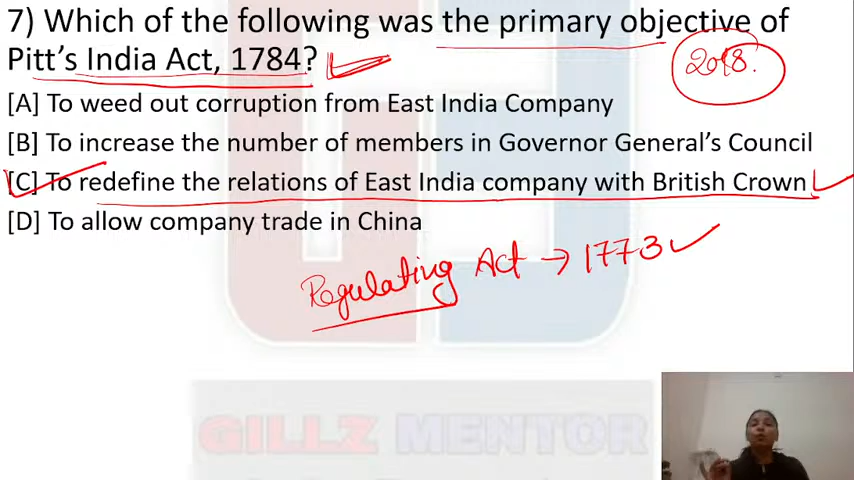 7) Which of the following was the primary objective of
Pitt's India Act, 1784?
2018.
[A] To weed out corruption from East India Company
[B] To increase the number of members in Governor General's Council
[C] To redefine the relations of East India company with British Crown
[D] To allow company trade in China
Regulating Act → 1773
GILLZ MENTOR